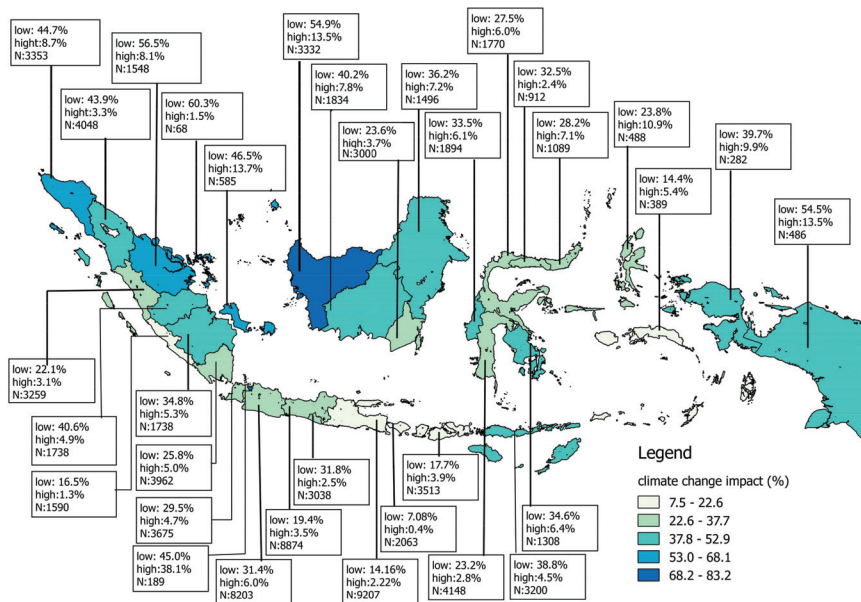 low: 44.7%
hight:8.7%
N:3353
low: 56.5%
high:8.1%
N:1548
low: 54.9%
high:13.5%
N:3332
low: 27.5%
high:6.0%
N:1770
low: 43.9%
hight:3.3%
N:4048
low: 60.3%
high:1.5%
N:68
low: 46.5%
high:13.7%
N:585
low: 40.2%
high:7.8%
N:1834
low: 36.2%
high:7.2%
N:1496
low: 23.6%
high:3.7%
N:3000
low: 33.5%
high:6.1%
N:1894
low: 32.5%
high:2.4%
N:912
low: 28.2%
high:7.1%
N:1089
low: 23.8%
high:10.9%
N:488
low: 14.4%
high:5.4%
N:389
low: 39.7%
high:9.9%
N:282
low: 54.5%
high:13.5%
N:486
low: 22.1%
high:3.1%
N:3259
low: 40.6%
high:4.9%
N:1738
low: 16.5%
high:1.3%
N:1590
low: 34.8%
high:5.3%
N:1738
low: 25.8%
high:5.0%
N:3962
low: 29.5%
high:4.7%
N:3675
low: 45.0%
high:38.1%
N:189
low: 31.4%
high:6.0%
N:8203
low: 19.4%
high:3.5%
N:8874
low: 31.8%
high:2.5%
N:3038
low: 14.16%
high:2.22%
N:9207
low: 7.08%
high:0.4%
N:2063
low: 17.7%
high:3.9%
N:3513
low: 23.2%
high:2.8%
N:4148
low: 34.6%
high:6.4%
N:1308
low: 38.8%
high:4.5%
N:3200
Legend
climate change impact (%)
7.5 - 22.6
22.6 - 37.7
37.8 - 52.9
53.0 - 68.1
68.2 - 83.2